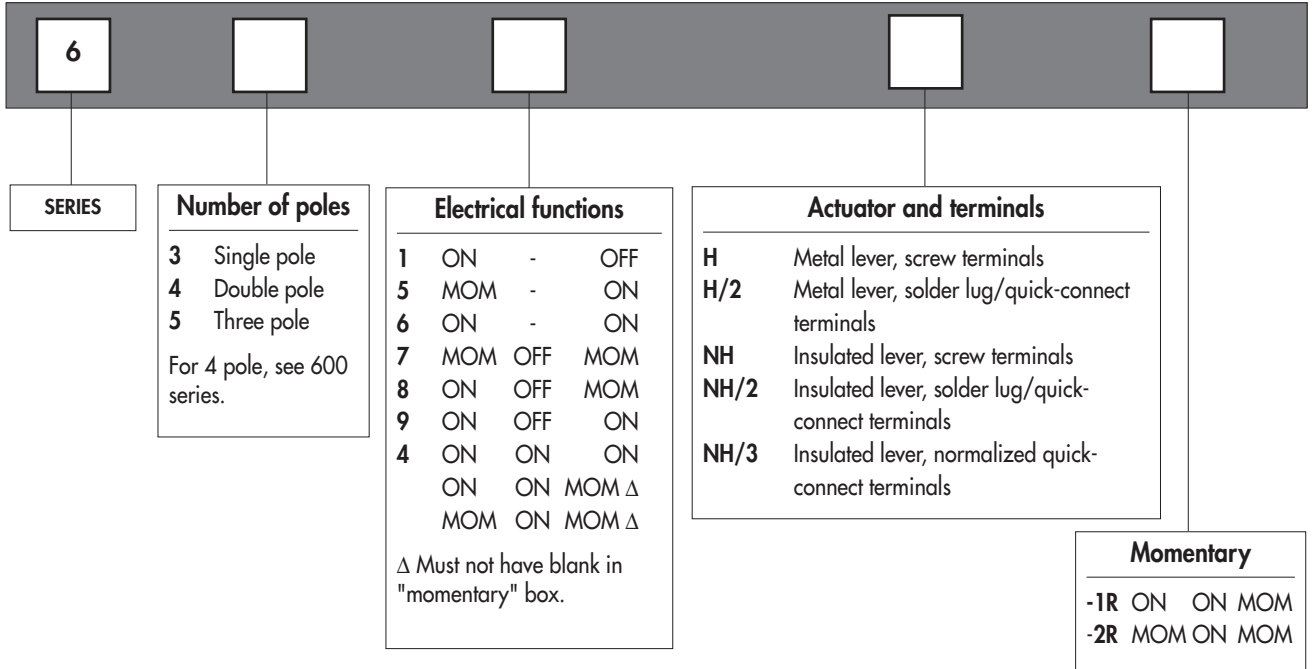 6
SERIES
Number of poles
3 Single pole
4 Double pole
5 Three pole
For 4 pole, see 600
series.
Electrical functions
1 ON - OFF
5 MOM - ON
6 ON - ON
7 MOM OFF MOM
8 ON OFF MOM
9 ON OFF ON
4 ON ON ON
ON ON MOM Δ
MOM ON MOM Δ
Δ Must not have blank in
"momentary" box.
Actuator and terminals
H Metal lever, screw terminals
H/2 Metal lever, solder lug/quick-connect
terminals
NH Insulated lever, screw terminals
NH/2 Insulated lever, solder lug/quick-
connect terminals
NH/3 Insulated lever, normalized quick-
connect terminals
Momentary
-1R ON ON MOM
-2R MOM ON MOM